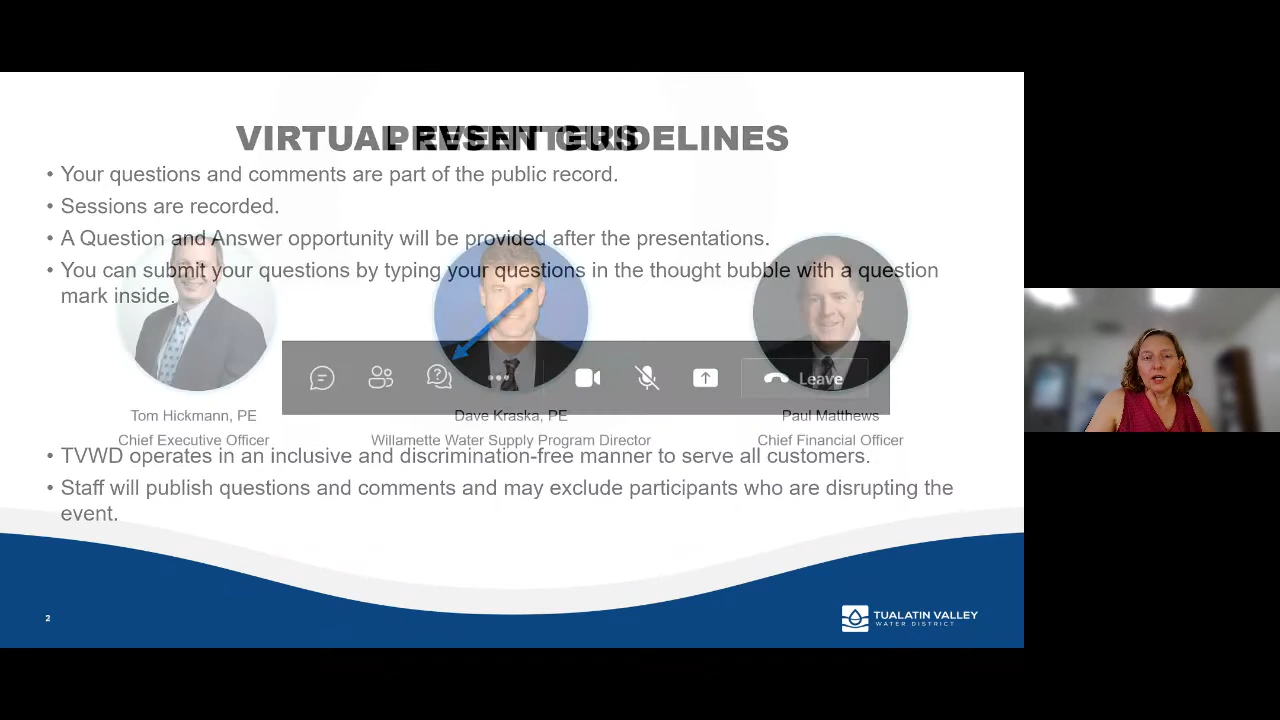 VIRTUAL EVENT GUIDELINES
PRESENTERS
• Your questions and comments are part of the public record.
• Sessions are recorded.
• A Question and Answer opportunity will be provided after the presentations.
• You can submit your questions by typing your questions in the thought bubble with a question
mark inside.
Leave
Tom Hickmann, PE
Chief Executive Officer
Dave Kraska, PE
Willamette Water Supply Program Director
Paul Matthews
Chief Financial Officer
• TVWD operates in an inclusive and discrimination-free manner to serve all customers.
• Staff will publish questions and comments and may exclude participants who are disrupting the
event.
2
TUALATIN VALLEY
WATER DISTRICT